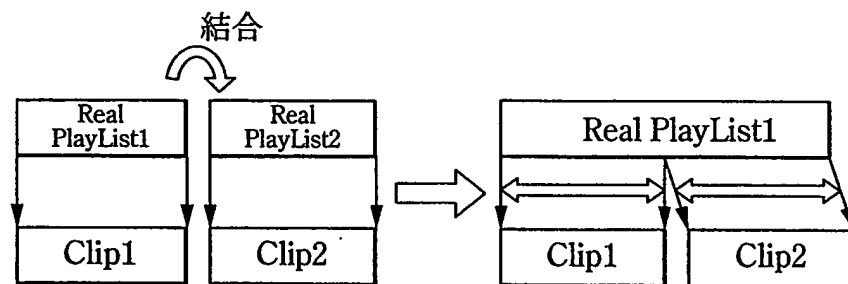 結合
Real
PlayList1
Real
PlayList2
Real PlayList1
Clip1
Clip2
Clip1
Clip2